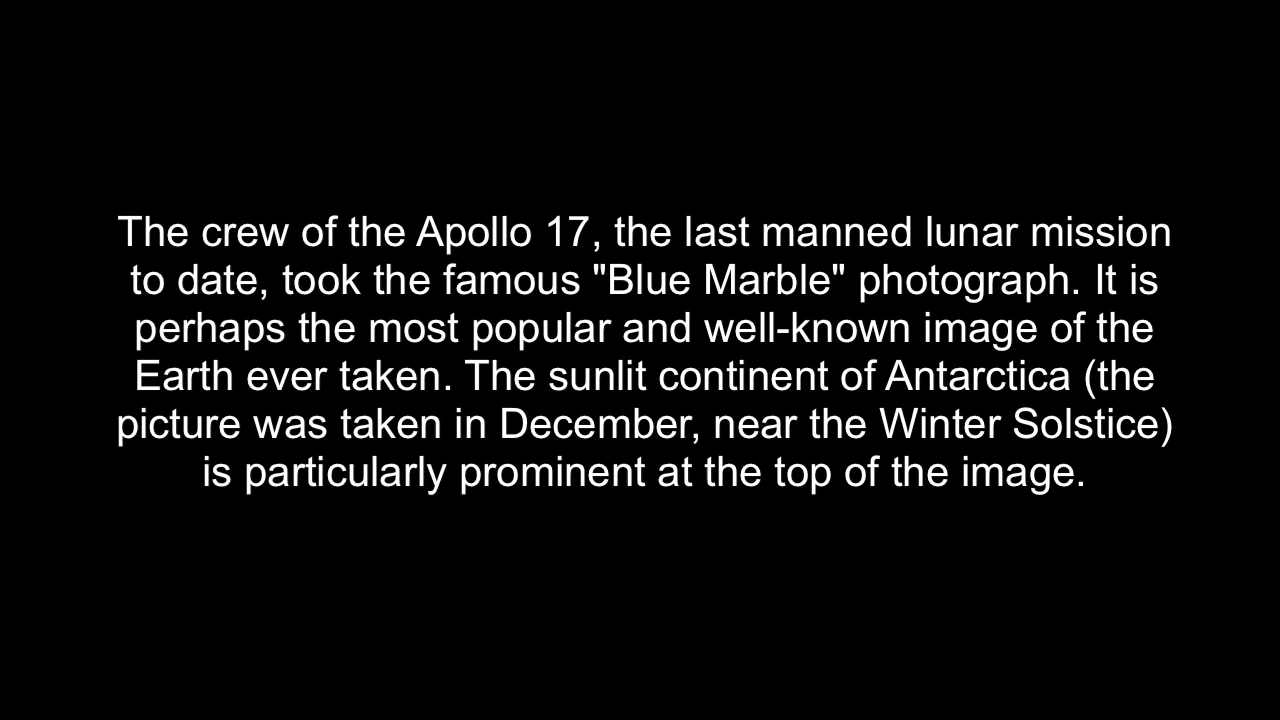 The crew of the Apollo 17, the last manned lunar mission
to date, took the famous "Blue Marble" photograph. It is
perhaps the most popular and well-known image of the
Earth ever taken. The sunlit continent of Antarctica (the
picture was taken in December, near the Winter Solstice)
is particularly prominent at the top of the image.